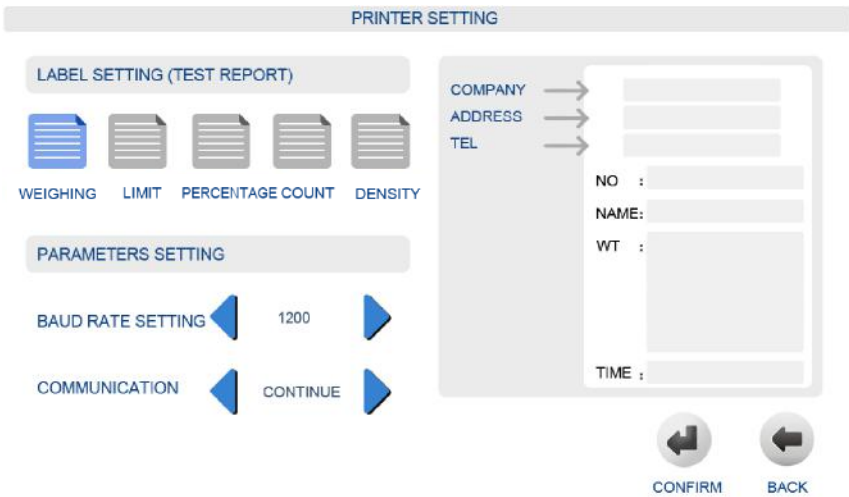 PRINTER SETTING
LABEL SETTING (TEST REPORT)
WEIGHING LIMIT PERCENTAGE COUNT DENSITY
PARAMETERS SETTING
BAUD RATE SETTING 1200
COMMUNICATION CONTINUE
COMPANY
ADDRESS
TEL
NO :
NAME:
WT :
TIME :
CONFIRM BACK